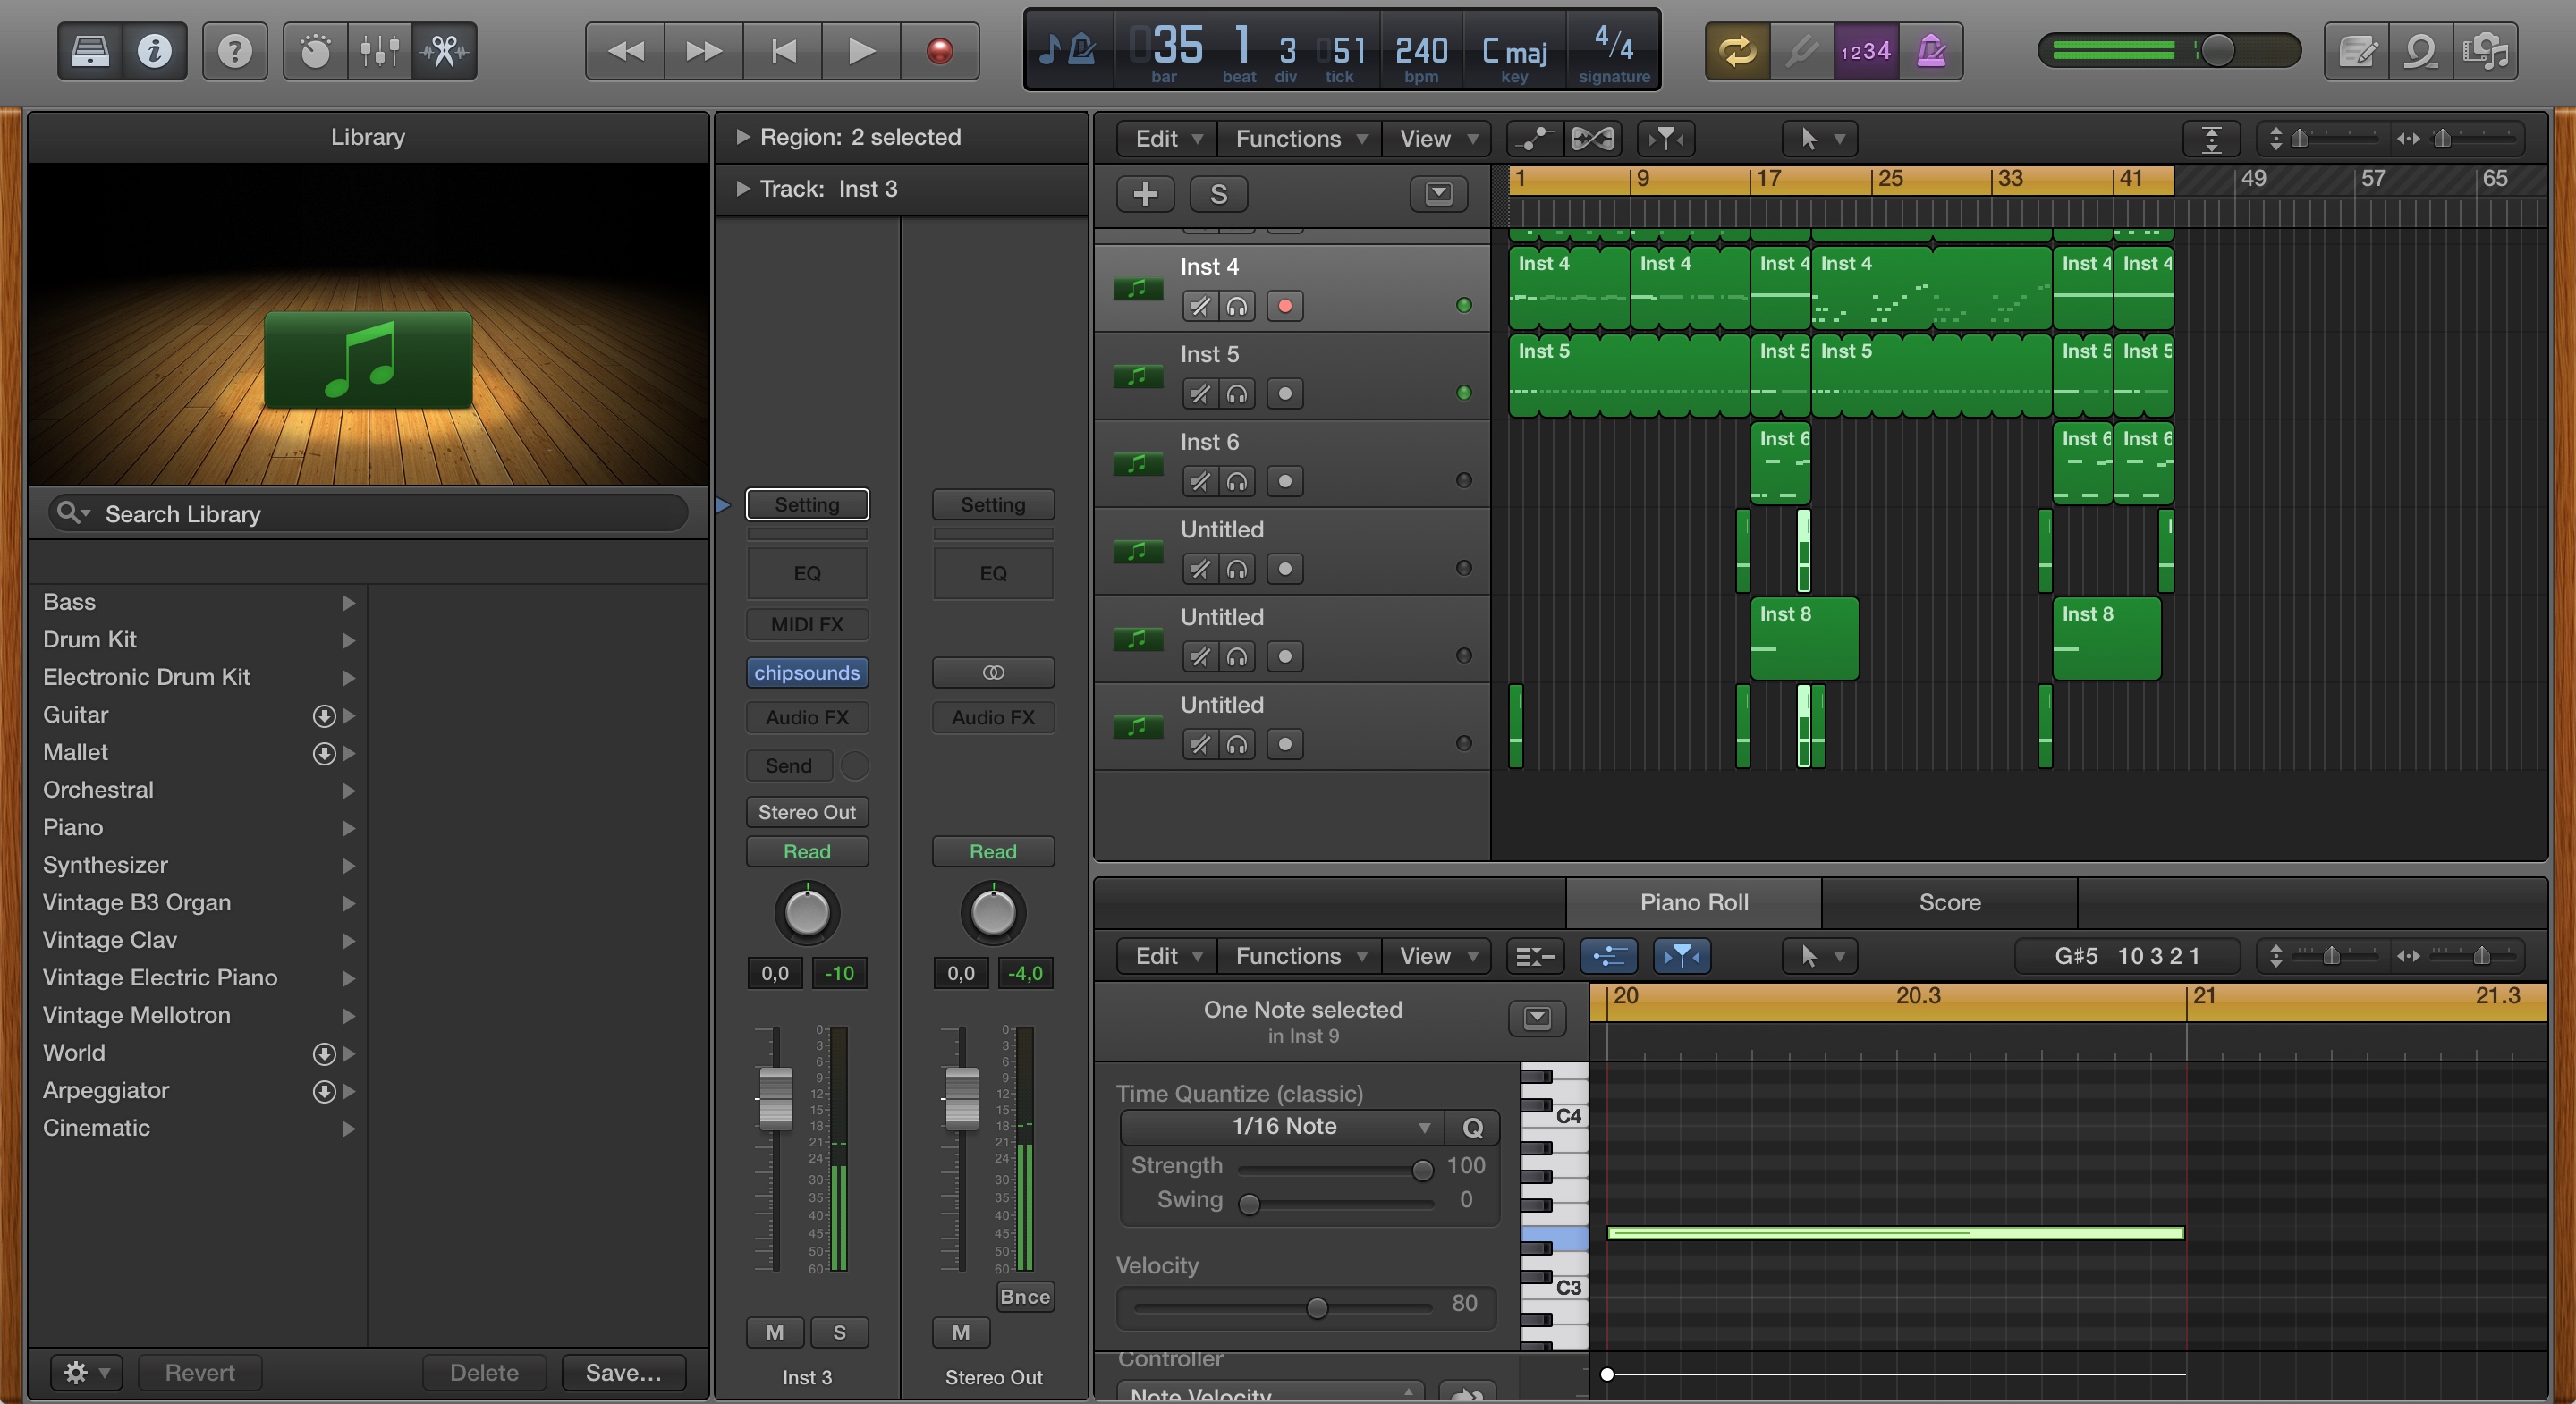 035 1 3 051 240 C maj 4/4
bar beat div tick bpm key signature
1234
Library
Search Library
Bass
Drum Kit
Electronic Drum Kit
Guitar
Mallet
Orchestral
Piano
Synthesizer
Vintage B3 Organ
Vintage Clav
Vintage Electric Piano
Vintage Mellotron
World
Arpeggiator
Cinematic
Revert Delete Save...
Region: 2 selected
Track: Inst 3
Setting Setting
EQ EQ
MIDI FX
chipsounds
Audio FX Audio FX
Send
Stereo Out
Read Read
0,0 -10 0,0 -4,0
0 0
3 3
6 6
9 9
12 12
15 15
18 18
21 21
24 24
30 30
35 35
40 40
45 45
50 50
60 60
Bnce
M S M
Inst 3 Stereo Out
Edit Functions View
S
1 9 17 25 33 41 49 57 65
Inst 4 Inst 4 Inst 4 Inst 4 Inst 4 Inst 4 Inst 4
Inst 5 Inst 5 Inst 5 Inst 5 Inst 5 Inst 5
Inst 6 Inst 6 Inst 6 Inst 6
Untitled
Untitled Inst 8 Inst 8
Untitled
Piano Roll Score
Edit Functions View G#5 10 3 2 1
20 20.3 21 21.3
One Note selected
in Inst 9
Time Quantize (classic)
1/16 Note Q
Strength 100
Swing 0
Velocity
80
Controller
Note Velocity
C4
C3